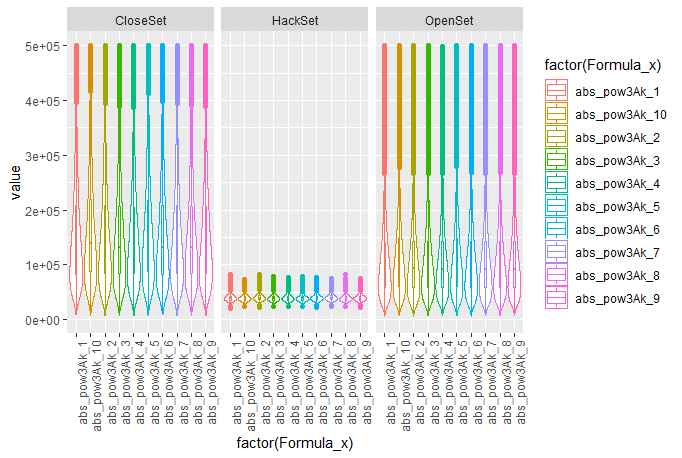 CloseSet
HackSet
OpenSet
value
5e+05
4e+05
3e+05
2e+05
1e+05
0e+00
abs_pow3Ak_1
abs_pow3Ak_10
abs_pow3Ak_2
abs_pow3Ak_3
abs_pow3Ak_4
abs_pow3Ak_5
abs_pow3Ak_6
abs_pow3Ak_7
abs_pow3Ak_8
abs_pow3Ak_9
abs_pow3Ak_1
abs_pow3Ak_10
abs_pow3Ak_2
abs_pow3Ak_3
abs_pow3Ak_4
abs_pow3Ak_5
abs_pow3Ak_6
abs_pow3Ak_7
abs_pow3Ak_8
abs_pow3Ak_9
abs_pow3Ak_1
abs_pow3Ak_10
abs_pow3Ak_2
abs_pow3Ak_3
abs_pow3Ak_4
abs_pow3Ak_5
abs_pow3Ak_6
abs_pow3Ak_7
abs_pow3Ak_8
abs_pow3Ak_9
factor(Formula_x)
factor(Formula_x)
abs_pow3Ak_1
abs_pow3Ak_10
abs_pow3Ak_2
abs_pow3Ak_3
abs_pow3Ak_4
abs_pow3Ak_5
abs_pow3Ak_6
abs_pow3Ak_7
abs_pow3Ak_8
abs_pow3Ak_9